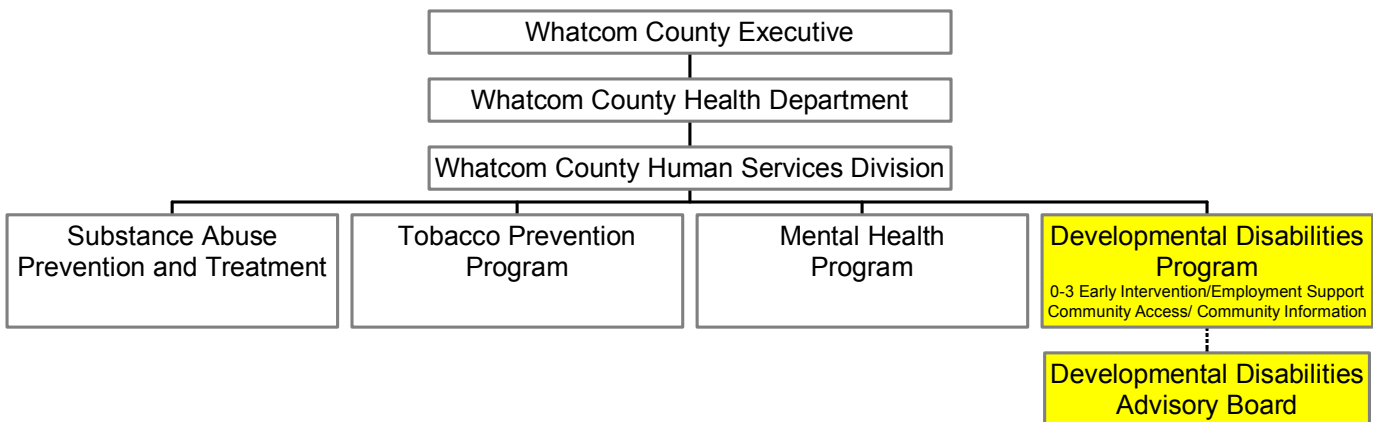 Whatcom County Executive
Whatcom County Health Department
Whatcom County Human Services Division
Substance Abuse
Prevention and Treatment
Tobacco Prevention
Program
Mental Health
Program
Developmental Disabilities
Program
0-3 Early Intervention/Employment Support
Community Access/ Community Information
Developmental Disabilities
Advisory Board